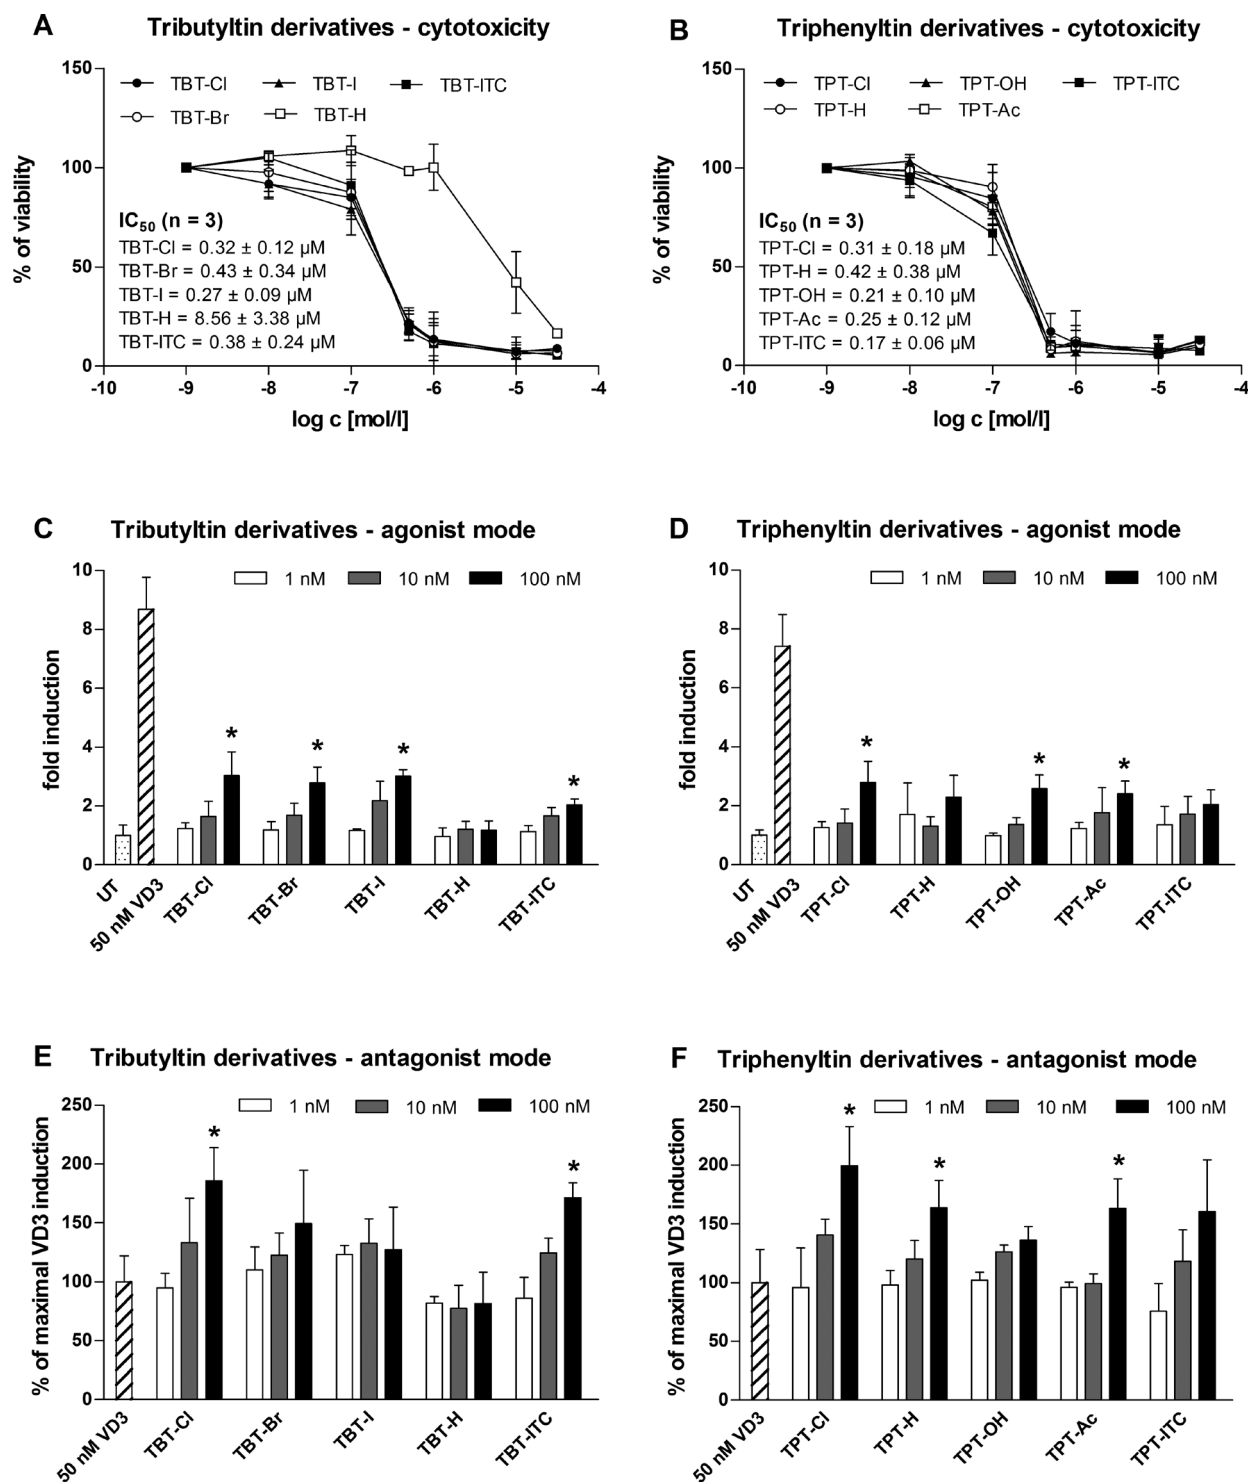 A Tributyltin derivatives - cytotoxicity
150
100
50
0
% of viability
TBT-Cl TBT-I TBT-ITC
TBT-Br TBT-H
IC50 (n = 3)
TBT-Cl = 0.32 ± 0.12 µM
TBT-Br = 0.43 ± 0.34 µM
TBT-I = 0.27 ± 0.09 µM
TBT-H = 8.56 ± 3.38 µM
TBT-ITC = 0.38 ± 0.24 µM
-10 -9 -8 -7 -6 -5 -4
log c [mol/l]
B Triphenyltin derivatives - cytotoxicity
150
100
50
0
% of viability
TPT-Cl TPT-OH TPT-ITC
TPT-H TPT-Ac
IC50 (n = 3)
TPT-Cl = 0.31 ± 0.18 µM
TPT-H = 0.42 ± 0.38 µM
TPT-OH = 0.21 ± 0.10 µM
TPT-Ac = 0.25 ± 0.12 µM
TPT-ITC = 0.17 ± 0.06 µM
-10 -9 -8 -7 -6 -5 -4
log c [mol/l]
C Tributyltin derivatives - agonist mode
1 nM 10 nM 100 nM
10
8
6
4
2
0
fold induction
* * * *
UT 50 nM VD3 TBT-Cl TBT-Br TBT-I TBT-H TBT-ITC
D Triphenyltin derivatives - agonist mode
1 nM 10 nM 100 nM
10
8
6
4
2
0
fold induction
* * *
UT 50 nM VD3 TPT-Cl TPT-H TPT-OH TPT-Ac TPT-ITC
E Tributyltin derivatives - antagonist mode
1 nM 10 nM 100 nM
250
200
150
100
50
0
% of maximal VD3 induction
* *
50 nM VD3 TBT-Cl TBT-Br TBT-I TBT-H TBT-ITC
F Triphenyltin derivatives - antagonist mode
1 nM 10 nM 100 nM
250
200
150
100
50
0
% of maximal VD3 induction
* * *
50 nM VD3 TPT-Cl TPT-H TPT-OH TPT-Ac TPT-ITC